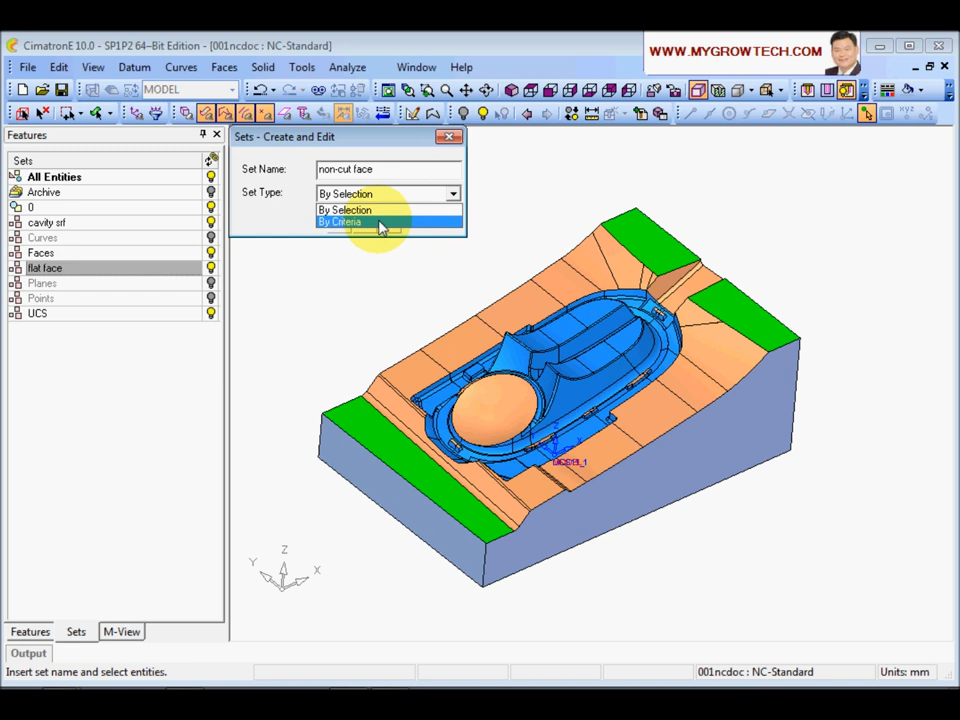 CimatronE 10.0 - SP1P2 64-Bit Edition - [001ncdoc : NC-Standard]
WWW.MYGROWTECH.COM
File Edit View Datum Curves Faces Solid Tools Analyze Window Help
MODEL
Features
Sets - Create and Edit
Sets
All Entities
Archive
0
cavity srf
Curves
Faces
flat face
Planes
Points
UCS
Set Name: non-cut face
Set Type: By Selection
By Selection
By Criteria
Z
Y
X
Features Sets M-View
Output
Insert set name and select entities.
001ncdoc : NC-Standard
Units: mm